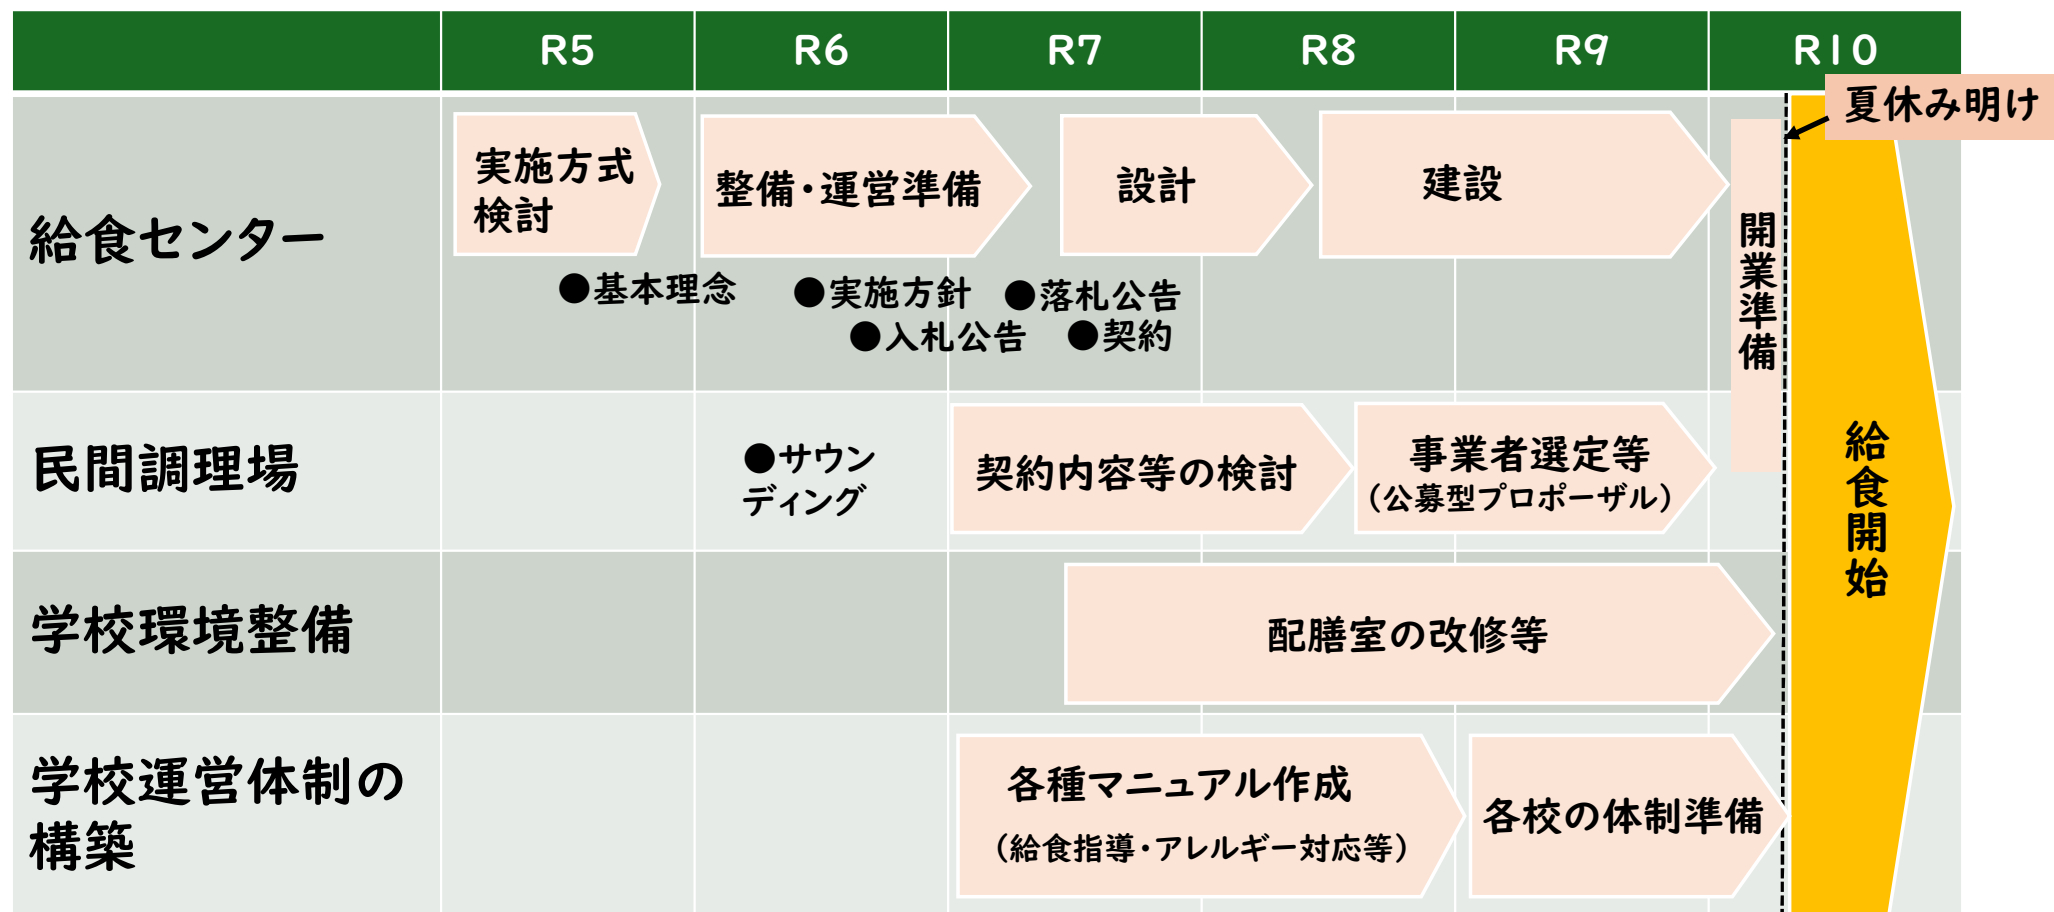 R5
R6
R7
R8
R9
R10
夏休み明け
給食センター
実施方式
検討
整備・運営準備
設計
建設
開業準備
●基本理念
●実施方針
●落札公告
●入札公告
●契約
民間調理場
●サウン
ディング
契約内容等の検討
事業者選定等
（公募型プロポーザル）
給食開始
学校環境整備
配膳室の改修等
学校運営体制の
構築
各種マニュアル作成
（給食指導・アレルギー対応等）
各校の体制準備